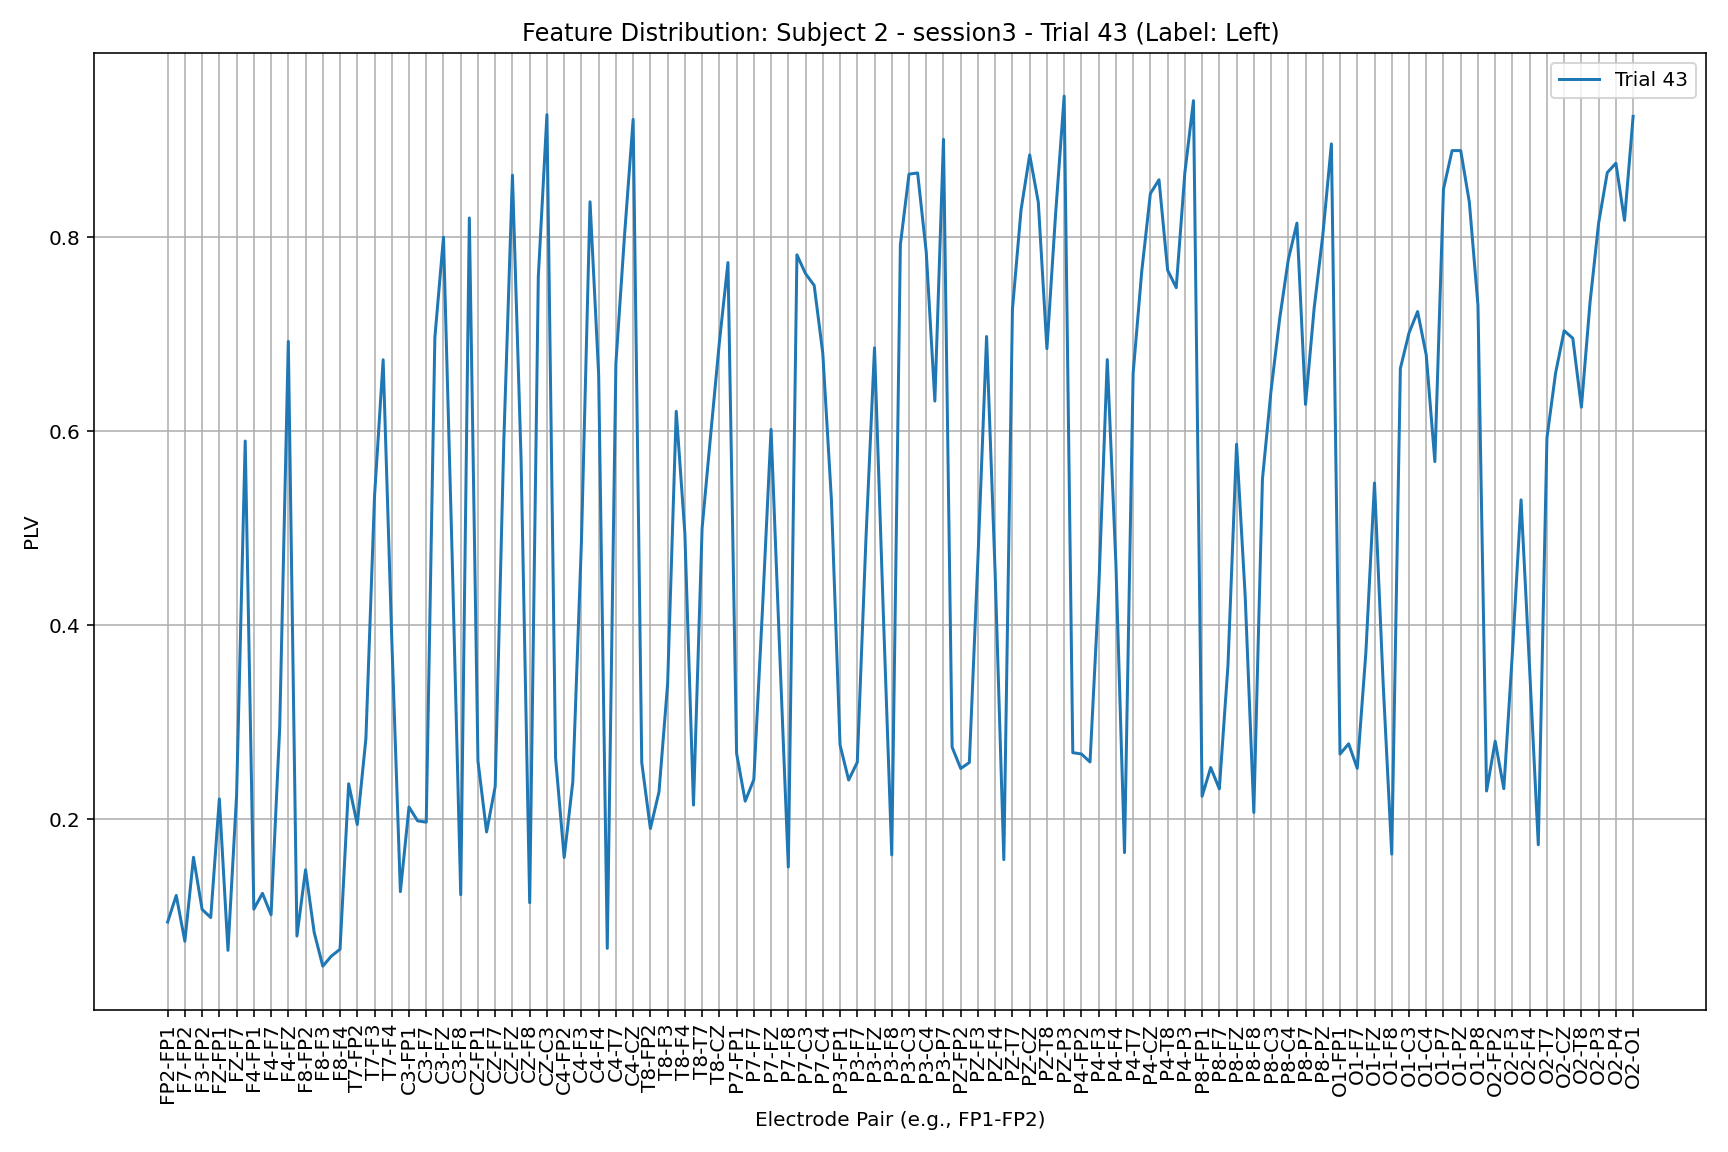 Feature Distribution: Subject 2 - session3 - Trial 43 (Label: Left)
Trial 43
PLV
0.8
0.6
0.4
0.2
FP2-FP1
F7-FP2
F3-FP2
FZ-FP1
FZ-F7
F4-FP1
F4-F7
F4-FZ
F8-FP2
F8-F3
F8-F4
T7-FP2
T7-F3
T7-F4
C3-FP1
C3-F7
C3-FZ
C3-F8
CZ-FP1
CZ-F7
CZ-FZ
CZ-F8
CZ-C3
C4-FP2
C4-F3
C4-F4
C4-T7
C4-CZ
T8-FP2
T8-F3
T8-F4
T8-T7
T8-CZ
P7-FP1
P7-F7
P7-FZ
P7-F8
P7-C3
P7-C4
P3-FP1
P3-F7
P3-FZ
P3-F8
P3-C3
P3-C4
P3-P7
PZ-FP2
PZ-F3
PZ-F4
PZ-T7
PZ-CZ
PZ-T8
PZ-P3
P4-FP2
P4-F3
P4-F4
P4-T7
P4-CZ
P4-T8
P4-P3
P8-FP1
P8-F7
P8-FZ
P8-F8
P8-C3
P8-C4
P8-P7
P8-PZ
O1-FP1
O1-F7
O1-FZ
O1-F8
O1-C3
O1-C4
O1-P7
O1-PZ
O1-P8
O2-FP2
O2-F3
O2-F4
O2-T7
O2-CZ
O2-T8
O2-P3
O2-P4
O2-O1
Electrode Pair (e.g., FP1-FP2)